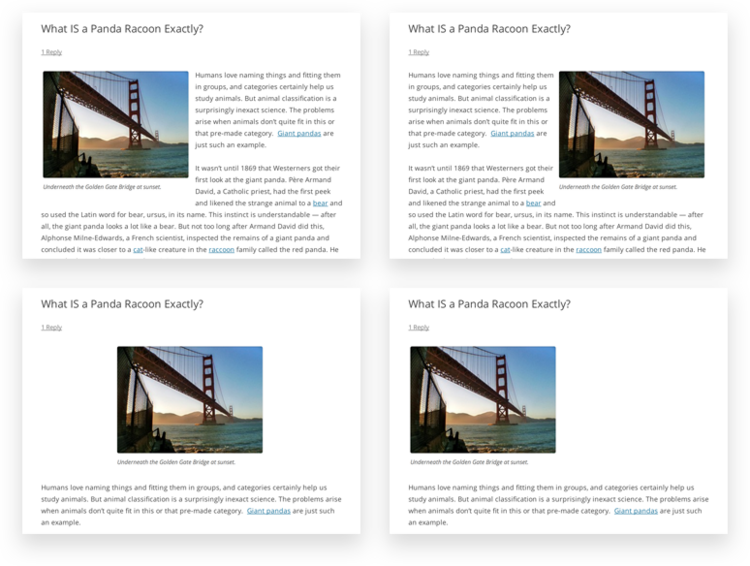 What IS a Panda Racoon Exactly?
1 Reply
Humans love naming things and fitting them
in groups, and categories certainly help us
study animals. But animal classification is a
surprisingly inexact science. The problems
arise when animals don't quite fit in this or
that pre-made category. Giant pandas are
just such an example.
Underneath the Golden Gate Bridge at sunset.
It wasn't until 1869 that Westerners got their
first look at the giant panda. Père Armand
David, a Catholic priest, had the first peek
and likened the strange animal to a bear and
so used the Latin word for bear, ursus, in its name. This instinct is understandable — after
all, the giant panda looks a lot like a bear. But not too long after Armand David did this,
Alphonse Milne-Edwards, a French scientist, inspected the remains of a giant panda and
concluded it was closer to a cat-like creature in the raccoon family called the red panda. He
What IS a Panda Racoon Exactly?
1 Reply
Humans love naming things and fitting them
in groups, and categories certainly help us
study animals. But animal classification is a
surprisingly inexact science. The problems
arise when animals don't quite fit in this or
that pre-made category. Giant pandas are
just such an example.
It wasn't until 1869 that Westerners got their
first look at the giant panda. Père Armand
David, a Catholic priest, had the first peek
and likened the strange animal to a bear and
Underneath the Golden Gate Bridge at sunset.
so used the Latin word for bear, ursus, in its name. This instinct is understandable — after
all, the giant panda looks a lot like a bear. But not too long after Armand David did this,
Alphonse Milne-Edwards, a French scientist, inspected the remains of a giant panda and
concluded it was closer to a cat-like creature in the raccoon family called the red panda. He
What IS a Panda Racoon Exactly?
1 Reply
Underneath the Golden Gate Bridge at sunset.
Humans love naming things and fitting them in groups, and categories certainly help us
study animals. But animal classification is a surprisingly inexact science. The problems arise
when animals don't quite fit in this or that pre-made category. Giant pandas are just such
an example.
What IS a Panda Racoon Exactly?
1 Reply
Underneath the Golden Gate Bridge at sunset.
Humans love naming things and fitting them in groups, and categories certainly help us
study animals. But animal classification is a surprisingly inexact science. The problems arise
when animals don't quite fit in this or that pre-made category. Giant pandas are just such
an example.